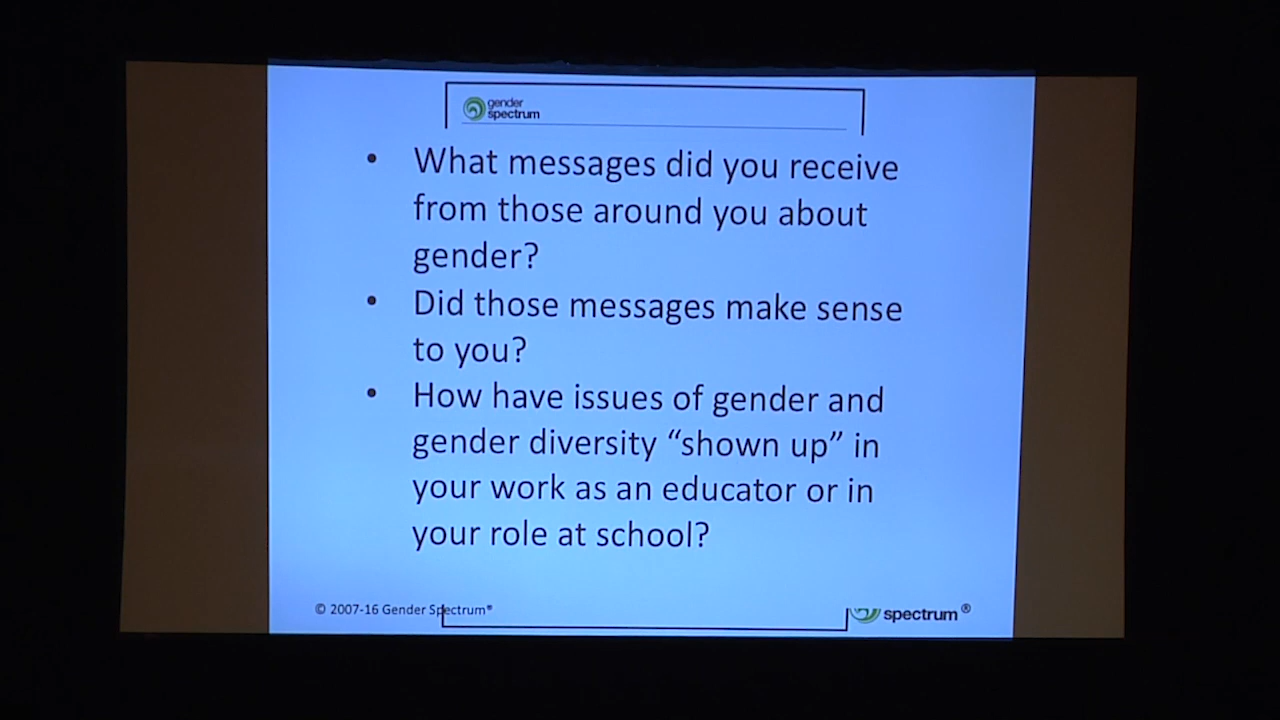 gender
spectrum
• What messages did you receive
from those around you about
gender?
• Did those messages make sense
to you?
• How have issues of gender and
gender diversity “shown up” in
your work as an educator or in
your role at school?
© 2007-16 Gender Spectrum®
spectrum®